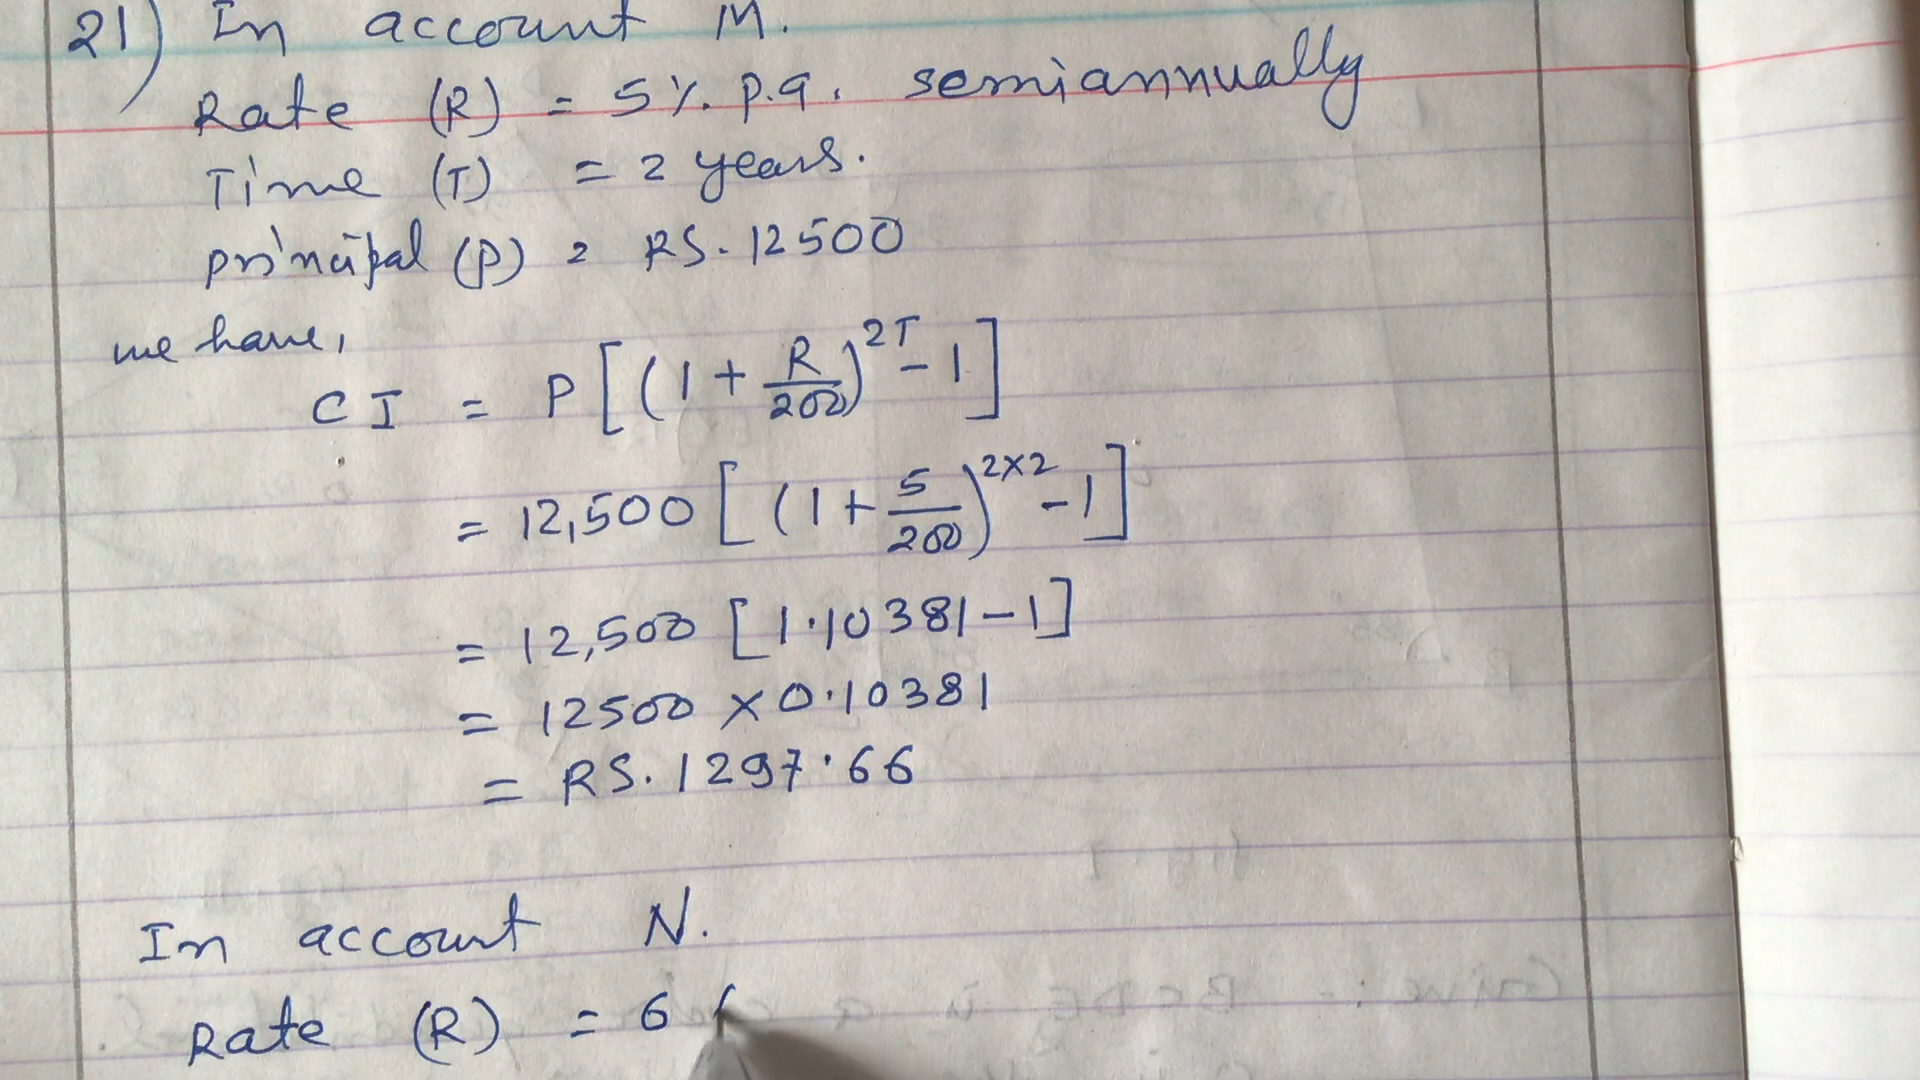 21) In account M.
Rate (R) = 5%. p.a. semiannually
Time (T) = 2 years.
principal (P) = RS. 12500
we have,
CI = P[(1 + R/200)^2T - 1]
= 12,500 [(1 + 5/200)^2×2 - 1]
= 12,500 [1.10381 - 1]
= 12500 × 0.10381
= RS. 1297.66
In account N.
Rate (R) = 6